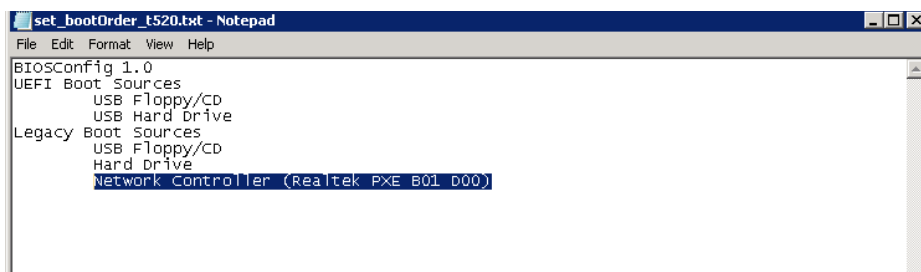 set_bootOrder_t520.txt - Notepad
File Edit Format View Help
BIOSConfig 1.0
UEFI Boot Sources
USB Floppy/CD
USB Hard Drive
Legacy Boot Sources
USB Floppy/CD
Hard Drive
Network Controller (Realtek PXE B01 D00)